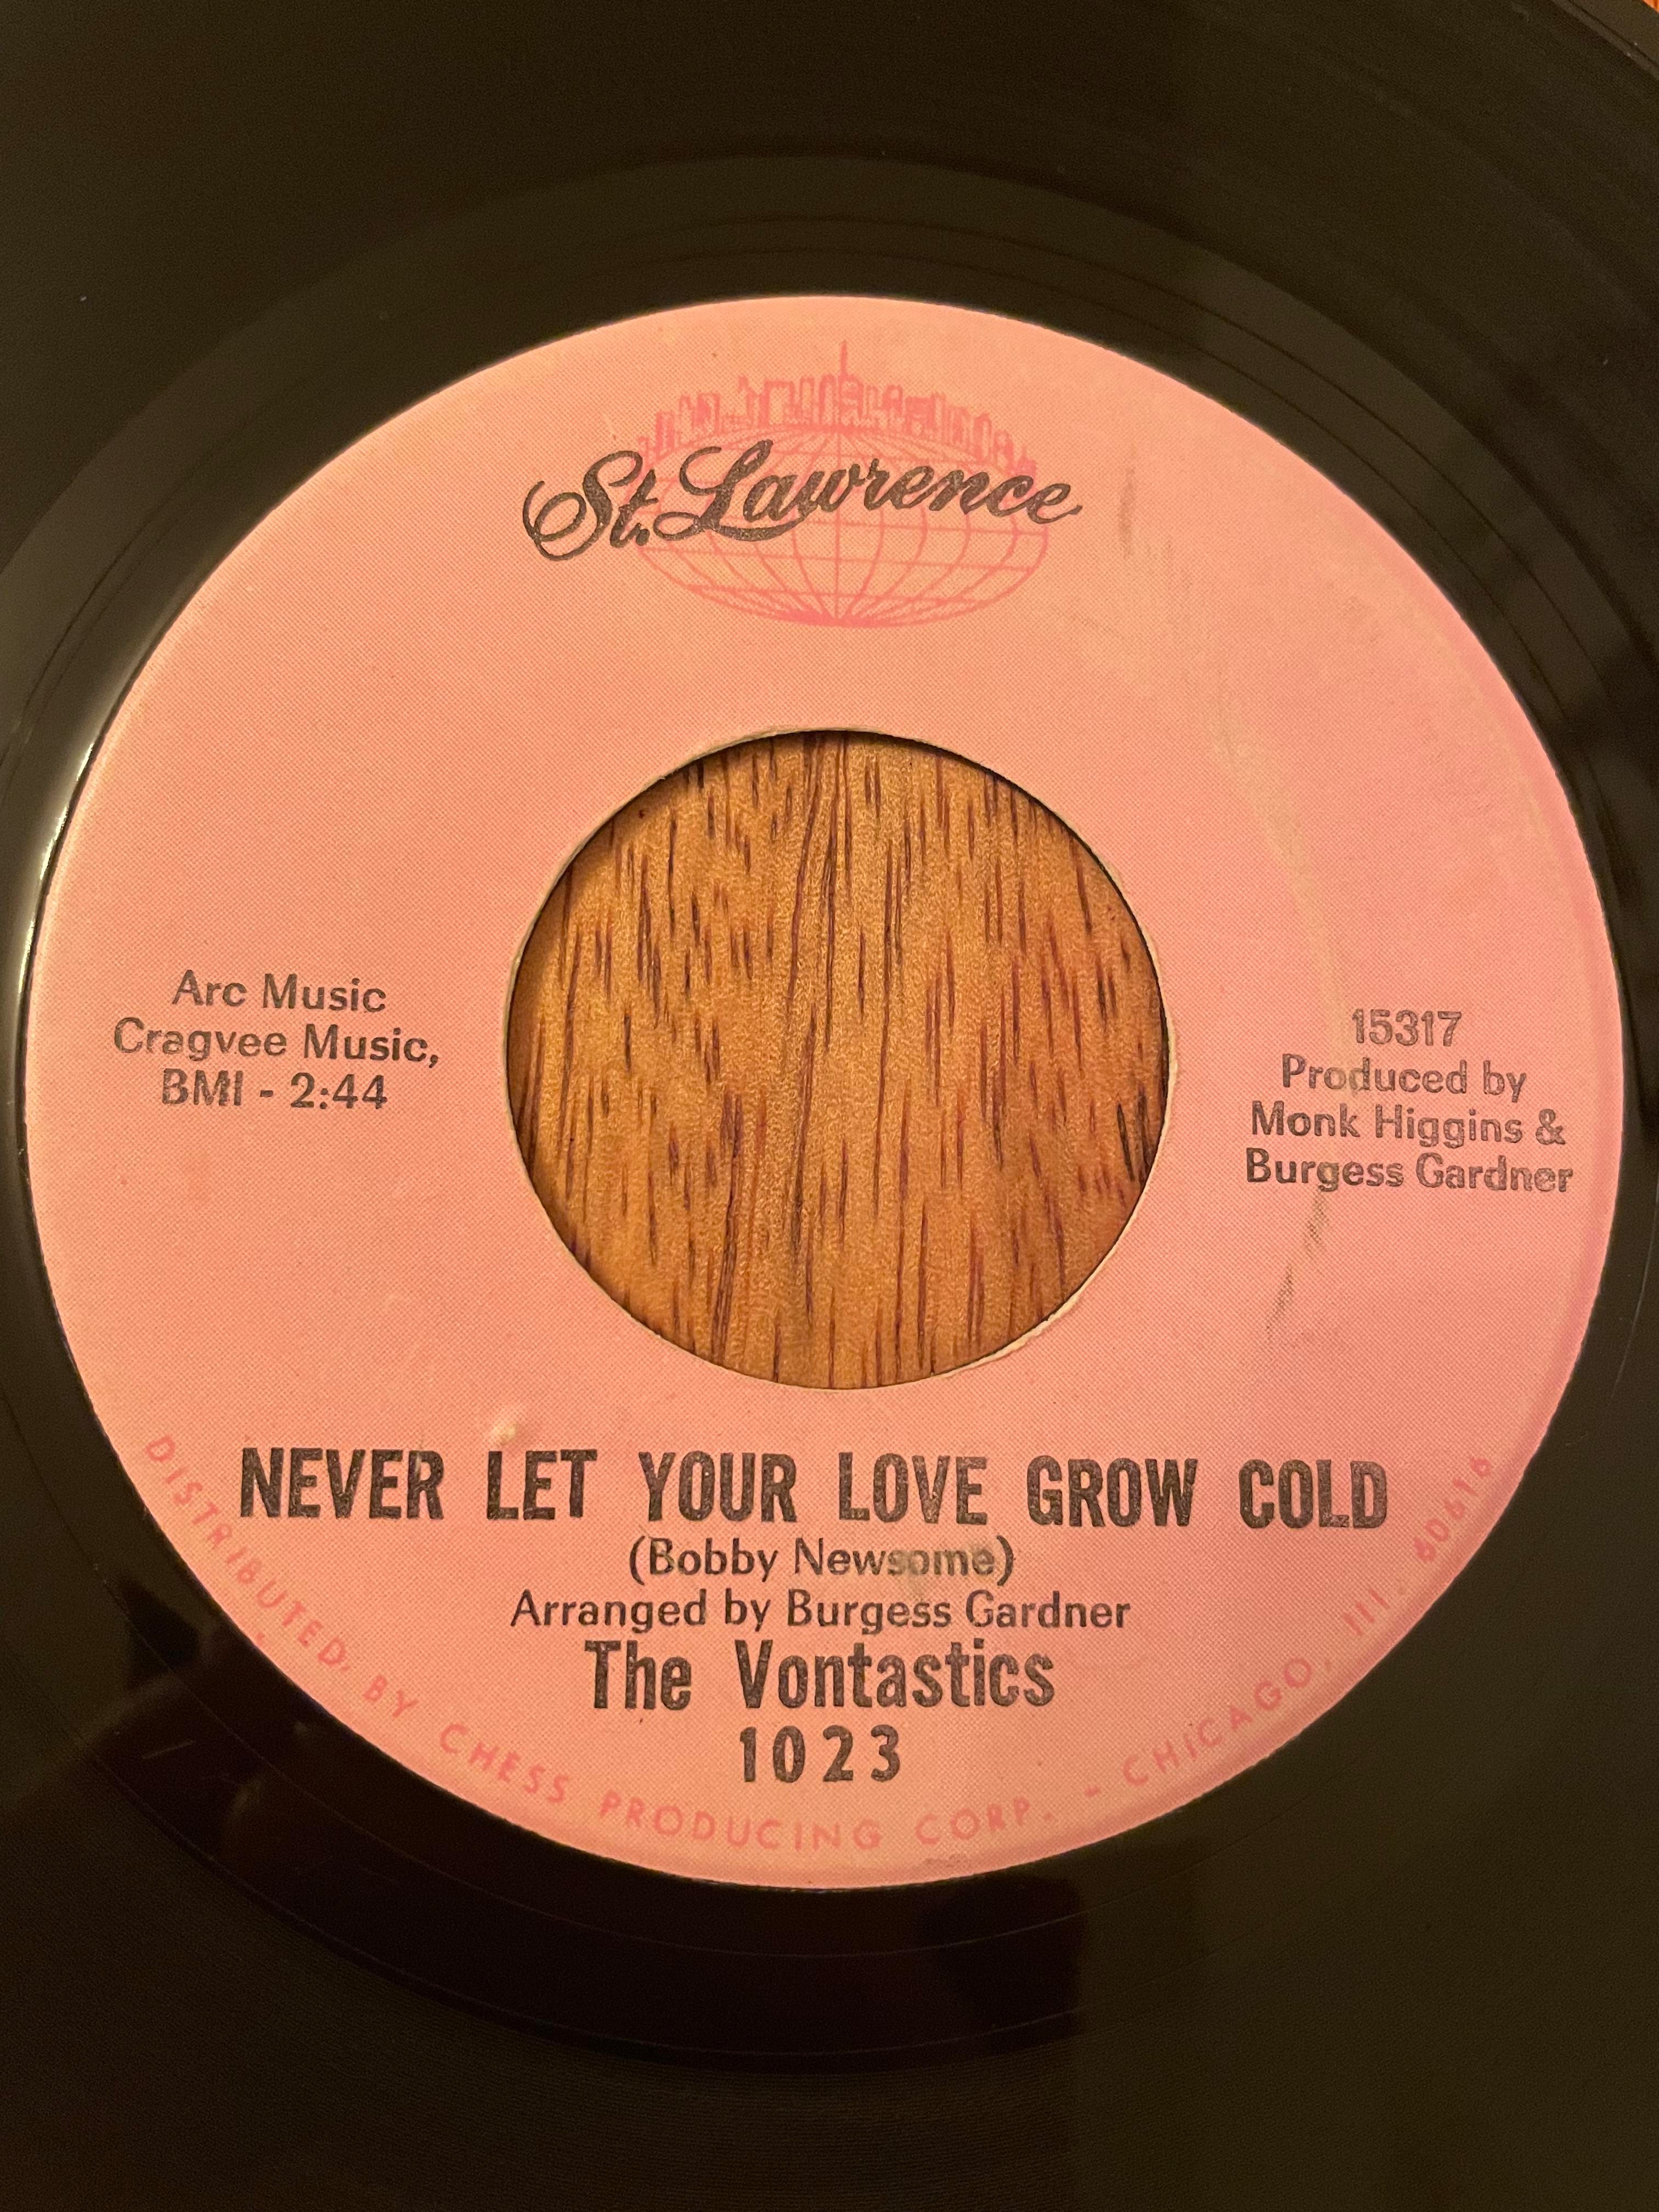 St. Lawrence
Arc Music
Cragvee Music,
BMI - 2:44
15317
Produced by
Monk Higgins &
Burgess Gardner
NEVER LET YOUR LOVE GROW COLD
(Bobby Newsome)
Arranged by Burgess Gardner
The Vontastics
1023
DISTRIBUTED BY CHESS PRODUCING CORP. - CHICAGO, ILL. 60616